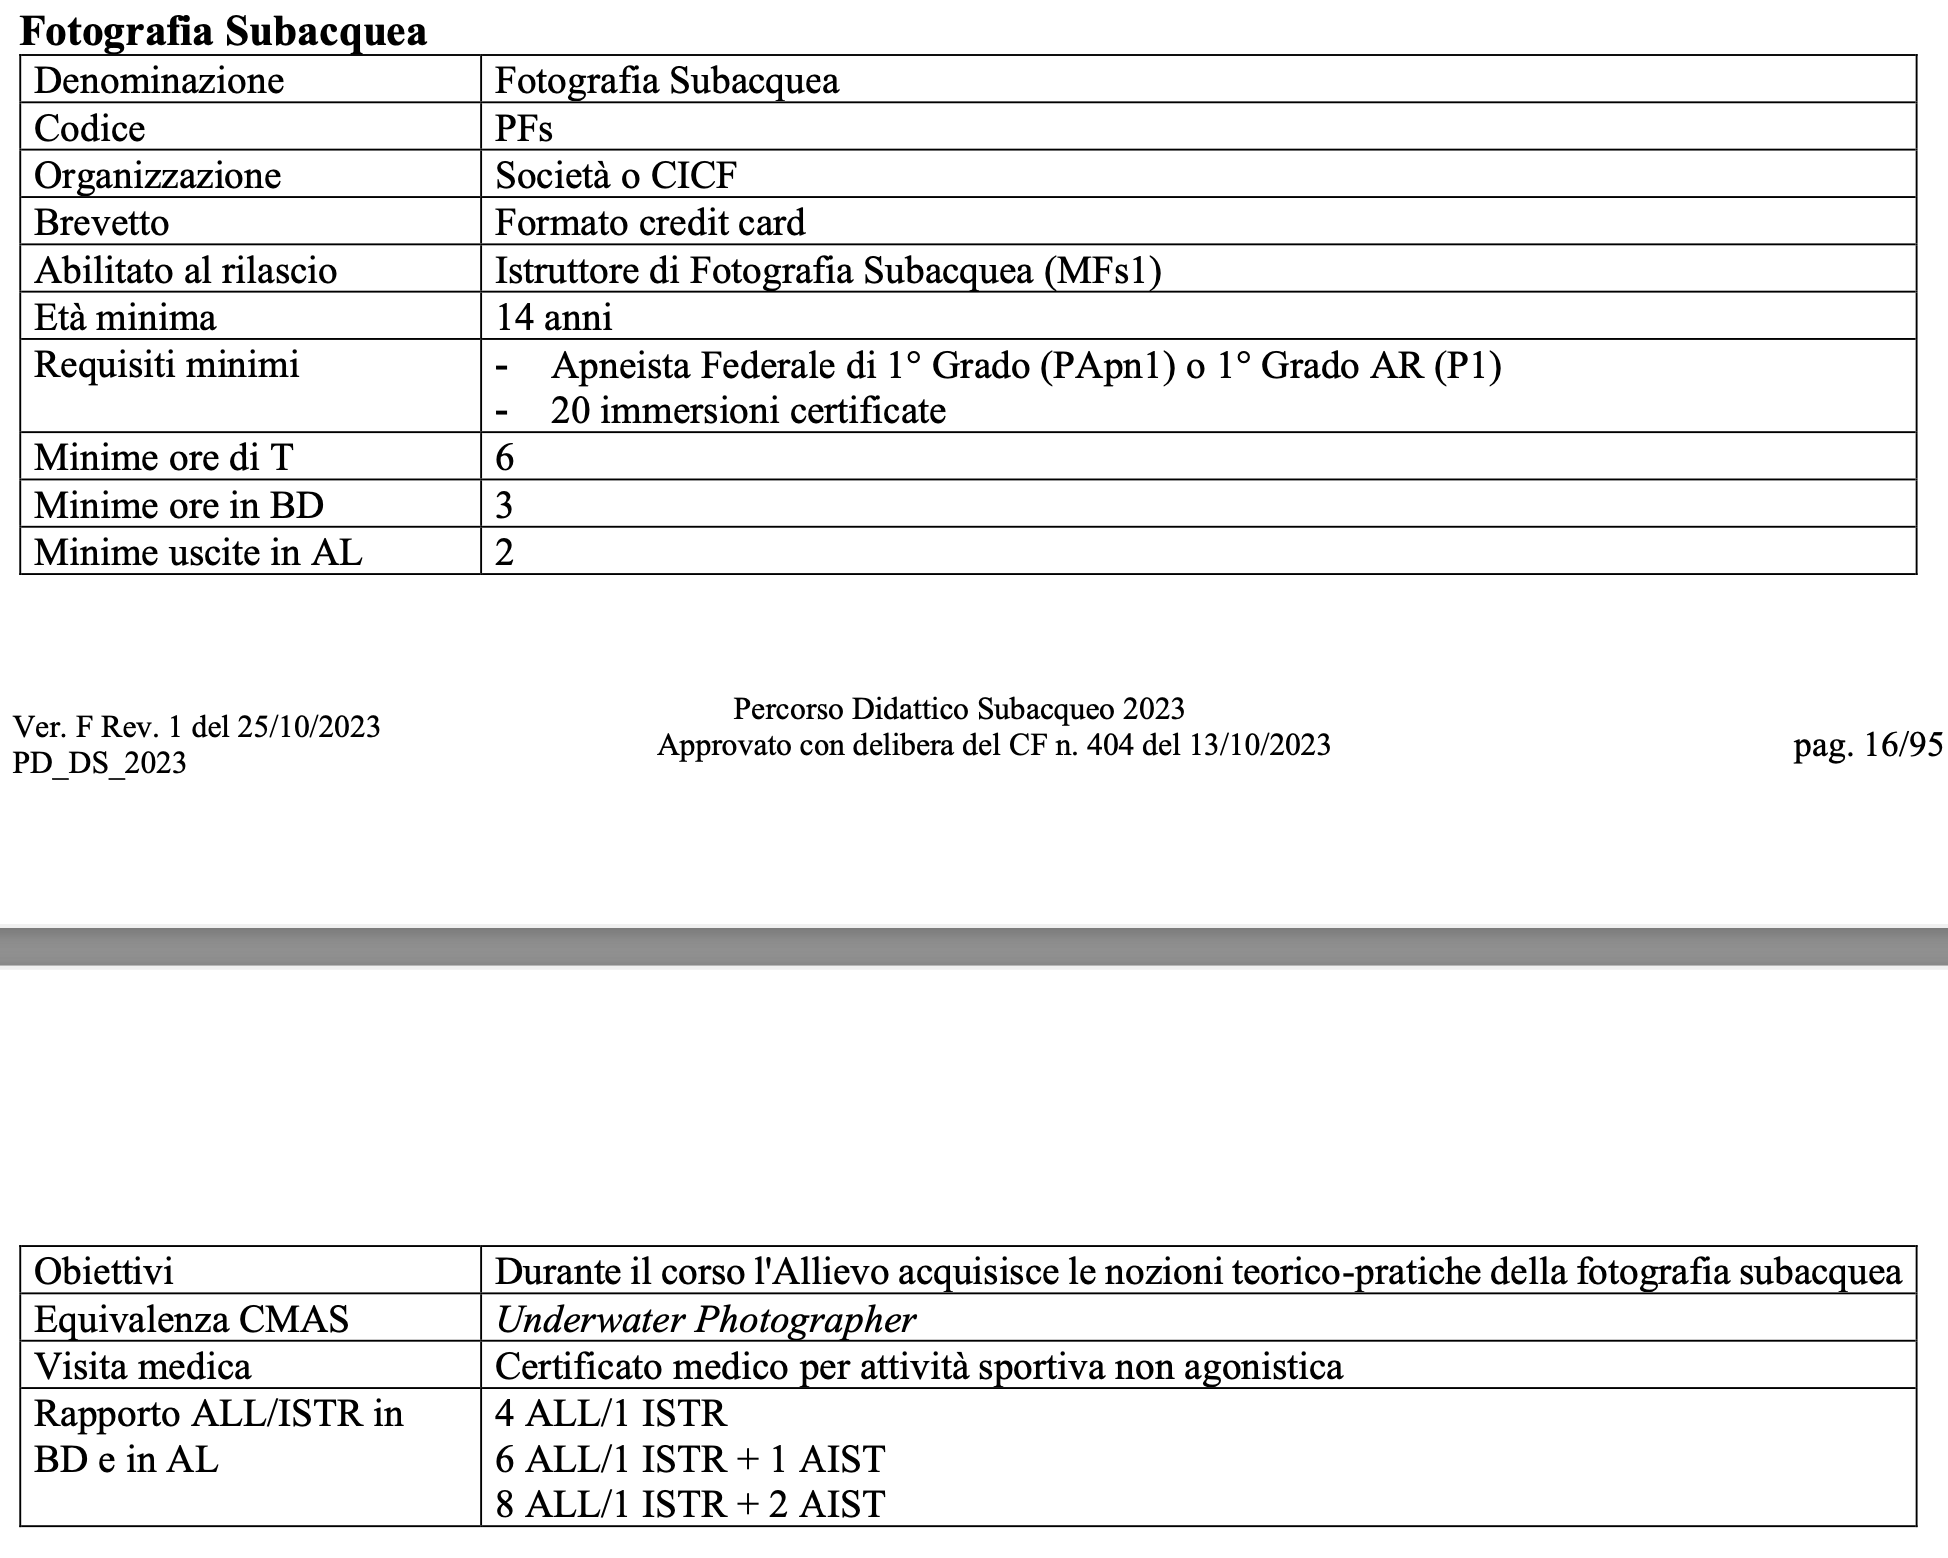 Fotografia Subacquea
Denominazione Fotografia Subacquea
Codice PFs
Organizzazione Società o CICF
Brevetto Formato credit card
Abilitato al rilascio Istruttore di Fotografia Subacquea (MFs1)
Età minima 14 anni
Requisiti minimi - Apneista Federale di 1° Grado (PApn1) o 1° Grado AR (P1)
- 20 immersioni certificate
Minime ore di T 6
Minime ore in BD 3
Minime uscite in AL 2
Percorso Didattico Subacqueo 2023
Ver. F Rev. 1 del 25/10/2023
Approvato con delibera del CF n. 404 del 13/10/2023
pag. 16/95
PD_DS_2023
Obiettivi Durante il corso l'Allievo acquisisce le nozioni teorico-pratiche della fotografia subacquea
Equivalenza CMAS Underwater Photographer
Visita medica Certificato medico per attività sportiva non agonistica
Rapporto ALL/ISTR in 4 ALL/1 ISTR
BD e in AL 6 ALL/1 ISTR + 1 AIST
8 ALL/1 ISTR + 2 AIST